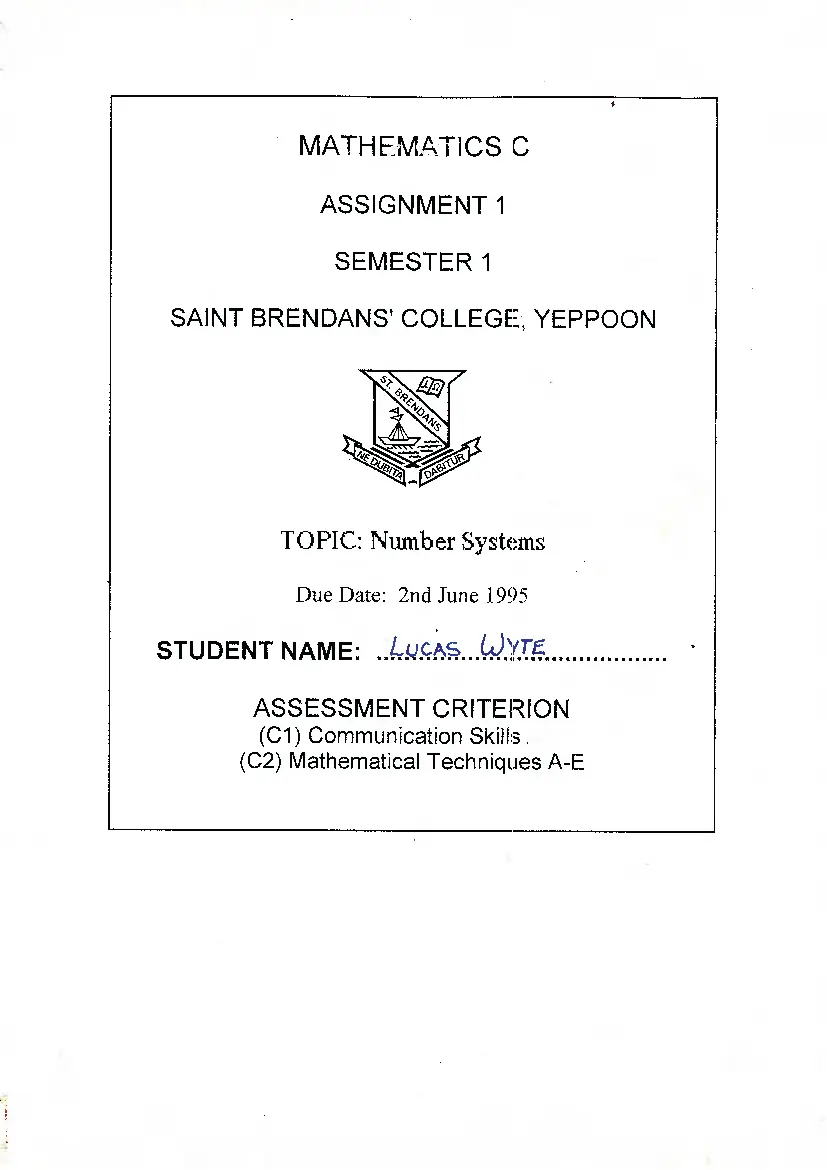 MATHEMATICS C
ASSIGNMENT 1
SEMESTER 1
SAINT BRENDANS' COLLEGE, YEPPOON
ST. BRENDANS
NE DUBITA DABITUR
TOPIC: Number Systems
Due Date: 2nd June 1995
STUDENT NAME: LUCAS WYTE
ASSESSMENT CRITERION
(C1) Communication Skills.
(C2) Mathematical Techniques A-E